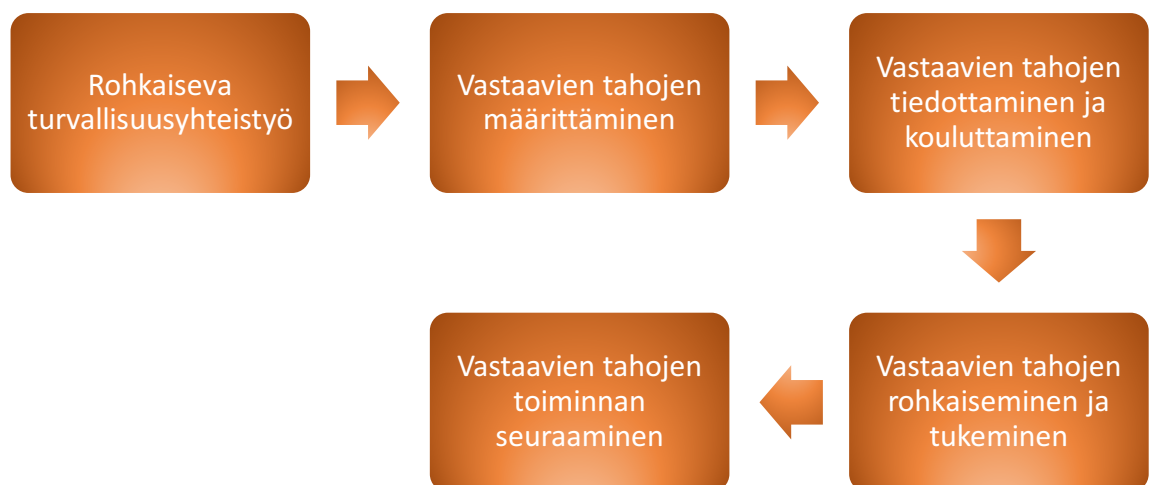 Rohkaiseva
turvallisuusyhteistyö
Vastaavien tahojen
määrittäminen
Vastaavien tahojen
tiedottaminen ja
kouluttaminen
Vastaavien tahojen
rohkaiseminen ja
tukeminen
Vastaavien tahojen
toiminnan
seuraaminen